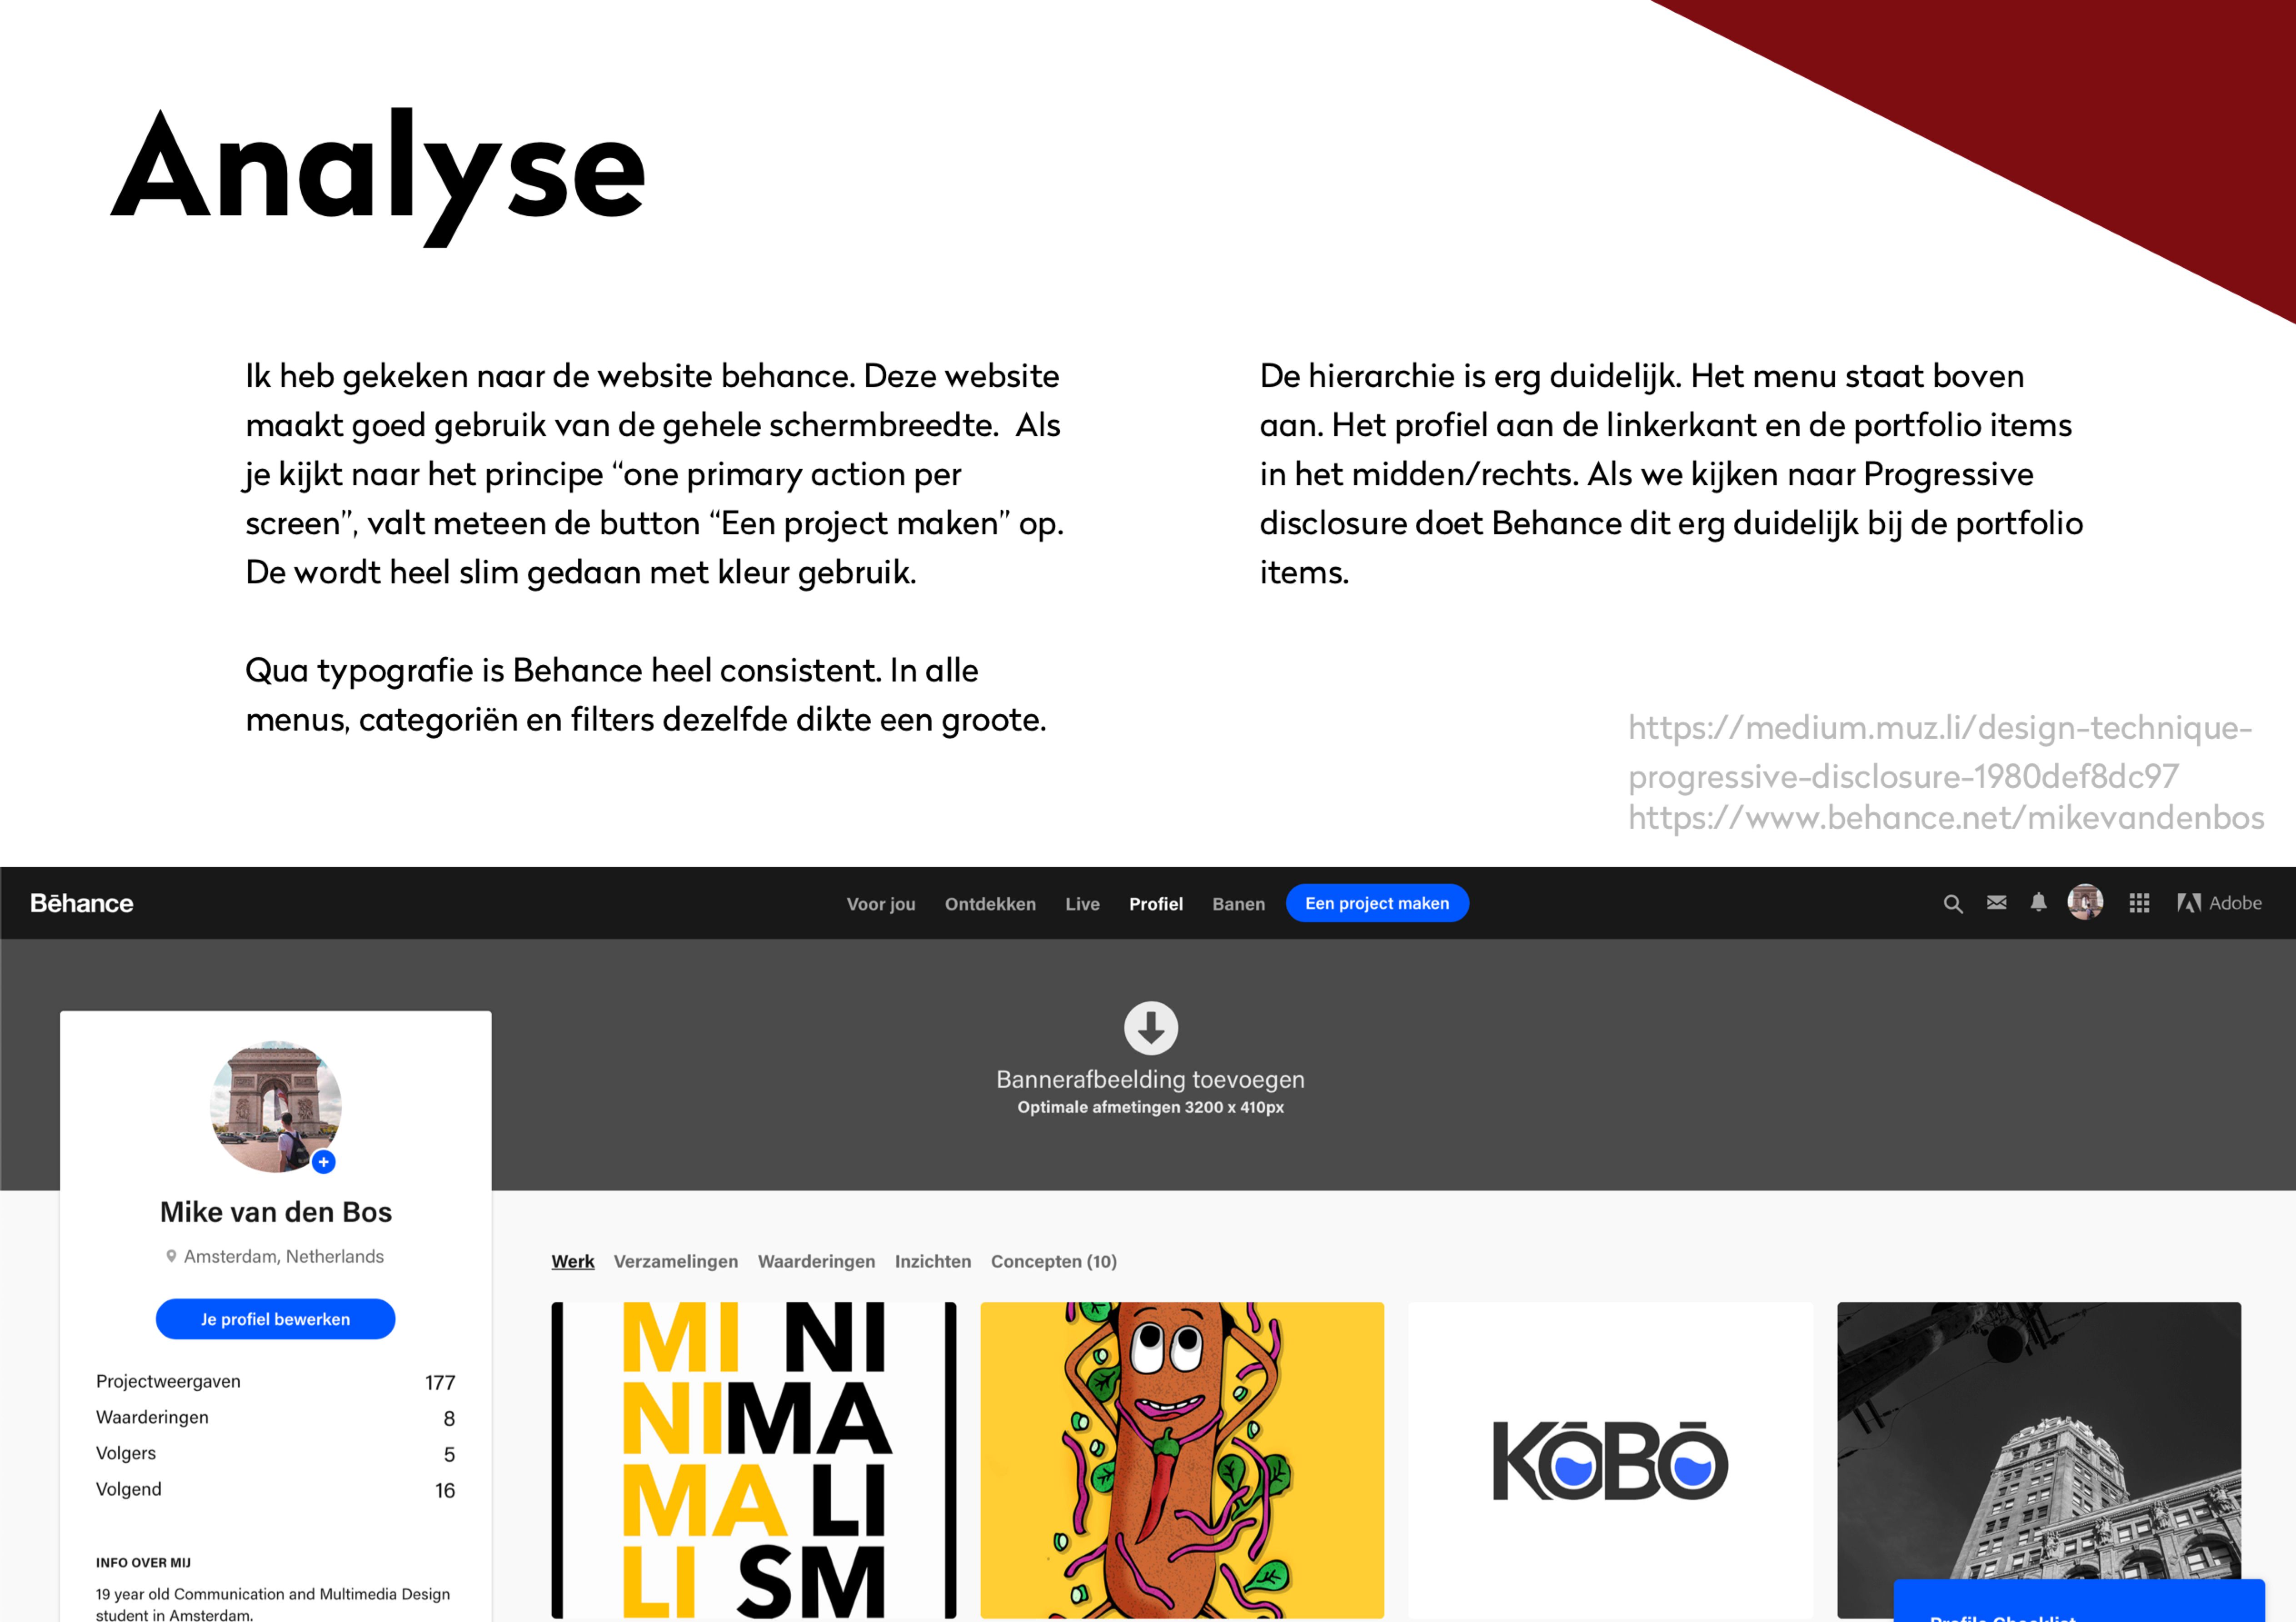 Analyse
Ik heb gekeken naar de website behance. Deze website
maakt goed gebruik van de gehele schermbreedte.  Als
je kijkt naar het principe “one primary action per
screen”, valt meteen de button “Een project maken” op.
De wordt heel slim gedaan met kleur gebruik.
Qua typografie is Behance heel consistent. In alle
menus, categoriën en filters dezelfde dikte een groote.
De hierarchie is erg duidelijk. Het menu staat boven
aan. Het profiel aan de linkerkant en de portfolio items
in het midden/rechts. Als we kijken naar Progressive
disclosure doet Behance dit erg duidelijk bij de portfolio
items.
https://medium.muz.li/design-technique-
progressive-disclosure-1980def8dc97
https://www.behance.net/mikevandenbos
Bēhance Voor jou Ontdekken Live Profiel Banen Een project maken Adobe
Bannerafbeelding toevoegen
Optimale afmetingen 3200 x 410px
Mike van den Bos
Amsterdam, Netherlands
Je profiel bewerken
Projectweergaven 177
Waarderingen 8
Volgers 5
Volgend 16
INFO OVER MIJ
19 year old Communication and Multimedia Design
student in Amsterdam.
Werk Verzamelingen Waarderingen Inzichten Concepten (10)
MI NI
NIMA
MA LI
LI SM
KōBō
Profile Checklist